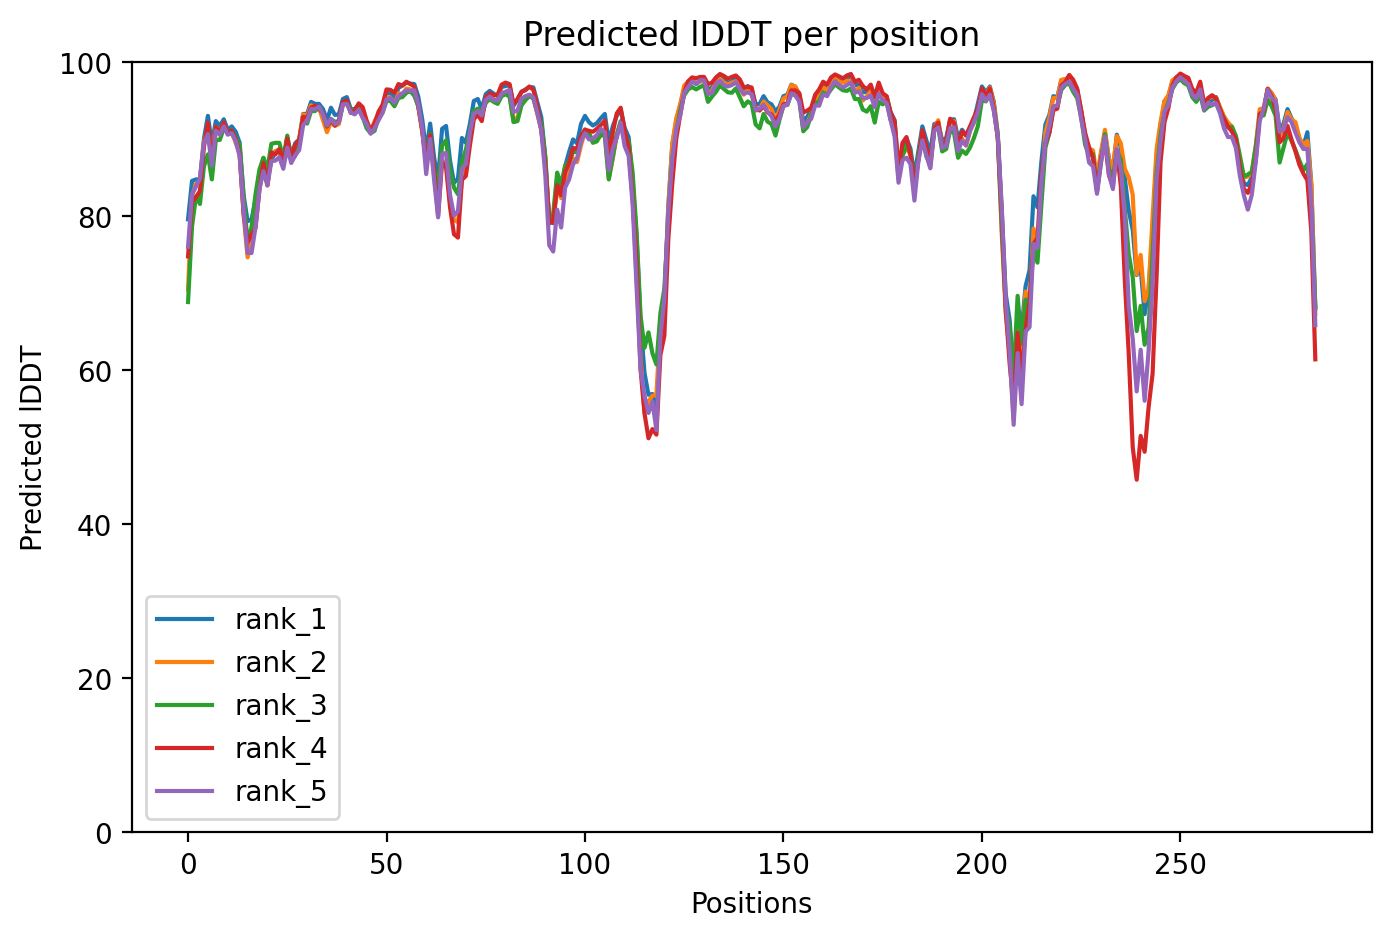 Predicted lDDT per position
100
80
60
40
20
0
Predicted lDDT
rank_1
rank_2
rank_3
rank_4
rank_5
0 50 100 150 200 250
Positions